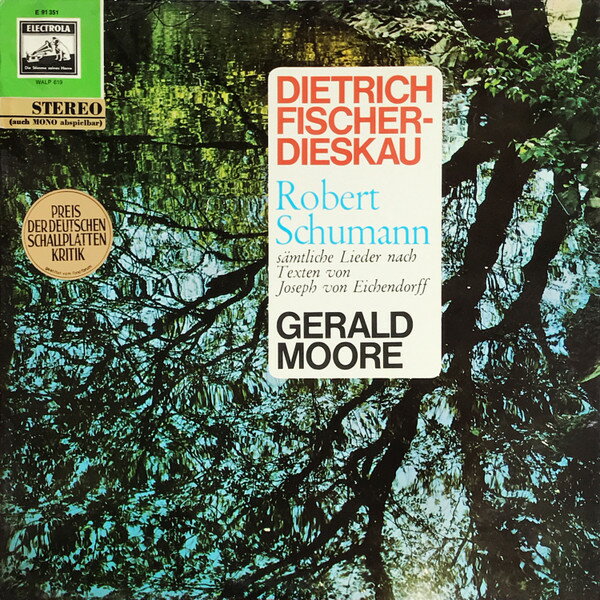 E 91 351
ELECTROLA
Die Stimme seines Herrn
WALP 619
STEREO
(auch MONO abspielbar)
DIETRICH
FISCHER-
DIESKAU
Robert
Schumann
sämtliche Lieder nach
Texten von
Joseph von Eichendorff
GERALD
MOORE
PREIS
DER DEUTSCHEN
SCHALLPLATTEN
KRITIK